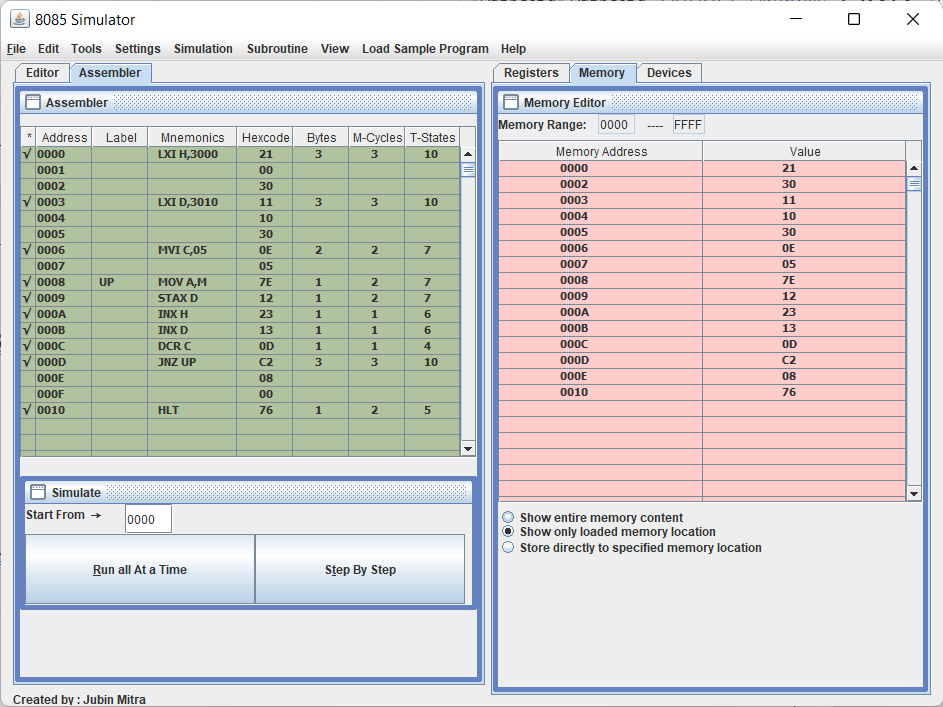 8085 Simulator
File Edit Tools Settings Simulation Subroutine View Load Sample Program Help
Editor Assembler
Assembler
* Address Label Mnemonics Hexcode Bytes M-Cycles T-States
√ 0000 LXI H,3000 21 3 3 10
0001 00
0002 30
√ 0003 LXI D,3010 11 3 3 10
0004 10
0005 30
√ 0006 MVI C,05 0E 2 2 7
0007 05
√ 0008 UP MOV A,M 7E 1 2 7
√ 0009 STAX D 12 1 2 7
√ 000A INX H 23 1 1 6
√ 000B INX D 13 1 1 6
√ 000C DCR C 0D 1 1 4
√ 000D JNZ UP C2 3 3 10
000E 08
000F 00
√ 0010 HLT 76 1 2 5
Simulate
Start From → 0000
Run all At a Time Step By Step
Created by : Jubin Mitra
Registers Memory Devices
Memory Editor
Memory Range: 0000 ---- FFFF
Memory Address Value
0000 21
0002 30
0003 11
0004 10
0005 30
0006 0E
0007 05
0008 7E
0009 12
000A 23
000B 13
000C 0D
000D C2
000E 08
0010 76
Show entire memory content
Show only loaded memory location
Store directly to specified memory location